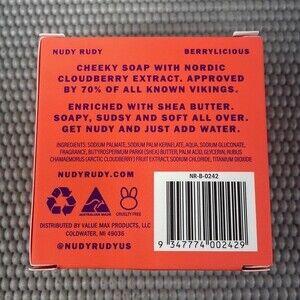 NUDY RUDY
BERRYLICIOUS
CHEEKY SOAP WITH NORDIC
CLOUDBERRY EXTRACT. APPROVED
BY 70% OF ALL KNOWN VIKINGS.
ENRICHED WITH SHEA BUTTER.
SOAPY, SUDSY AND SOFT ALL OVER.
GET NUDY AND JUST ADD WATER.
INGREDIENTS: SODIUM PALMATE, SODIUM PALM KERNELATE, AQUA, SODIUM GLUCONATE,
FRAGRANCE, BUTYROSPERMUM PARKII (SHEA) BUTTER, PALM ACID, GLYCERIN, RUBUS
CHAMAEMORUS (ARCTIC CLOUDBERRY) FRUIT EXTRACT, SODIUM CHLORIDE, TITANIUM DIOXIDE
NUDYRUDY.COM
NR-B-0242
AUSTRALIAN MADE
CRUELTY FREE
DISTRIBUTED BY VALUE MAX PRODUCTS, LLC
COLDWATER, MI 49036
@NUDYRUDYUS
9 347774 002429